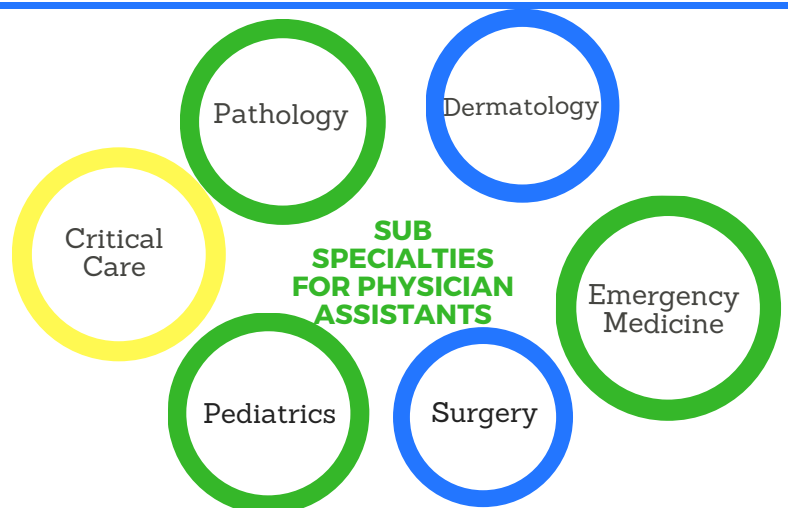 Pathology
Dermatology
Critical
Care
SUB
SPECIALTIES
FOR PHYSICIAN
ASSISTANTS
Emergency
Medicine
Pediatrics
Surgery